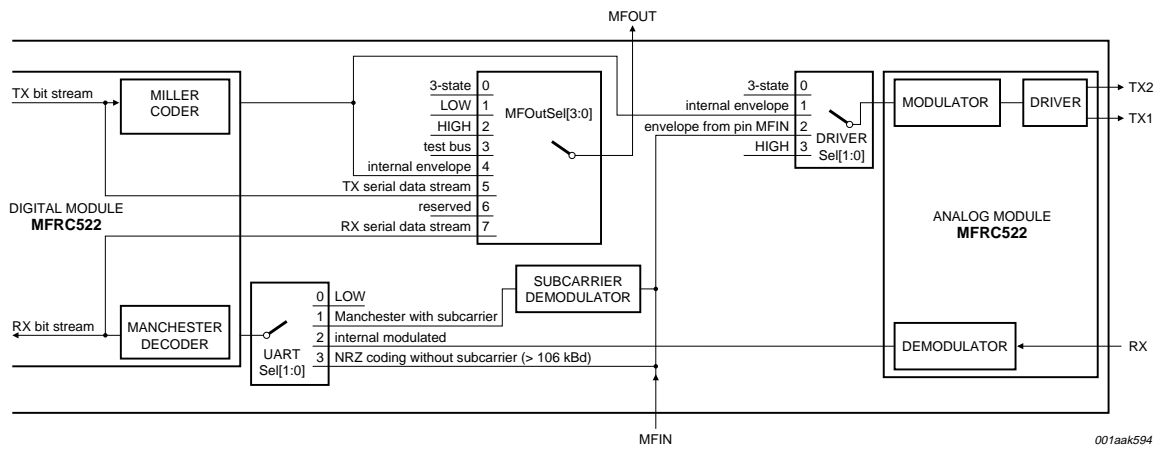 MFOUT
TX bit stream
MILLER
CODER
3-state 0
LOW 1
HIGH 2
test bus 3
internal envelope 4
TX serial data stream 5
reserved 6
RX serial data stream 7
MFOutSel[3:0]
3-state 0
internal envelope 1
envelope from pin MFIN 2
HIGH 3
DRIVER
Sel[1:0]
MODULATOR
DRIVER
TX2
TX1
DIGITAL MODULE
MFRC522
ANALOG MODULE
MFRC522
SUBCARRIER
DEMODULATOR
RX bit stream
MANCHESTER
DECODER
UART
Sel[1:0]
0 LOW
1 Manchester with subcarrier
2 internal modulated
3 NRZ coding without subcarrier (> 106 kBd)
DEMODULATOR
RX
MFIN
001aak594